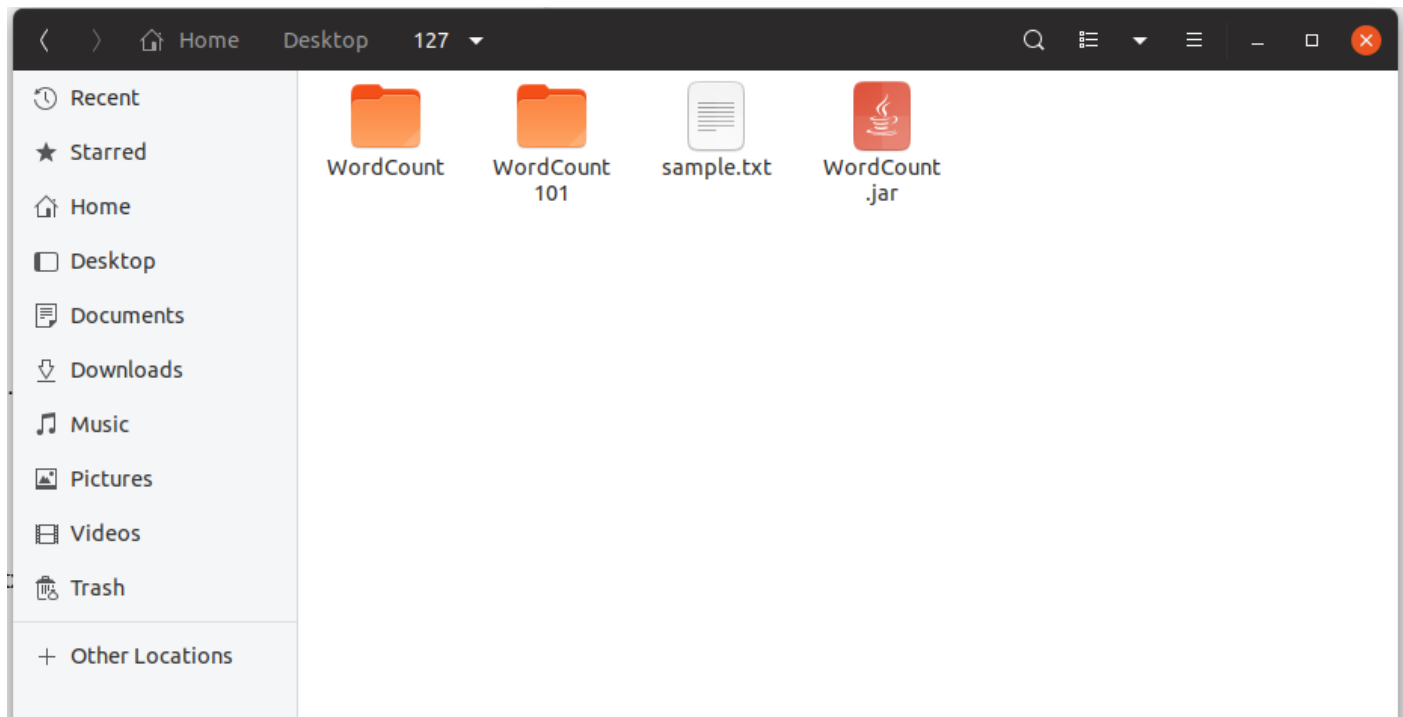 Home Desktop 127
Recent
Starred
Home
Desktop
Documents
Downloads
Music
Pictures
Videos
Trash
Other Locations
WordCount
WordCount
101
sample.txt
WordCount
.jar